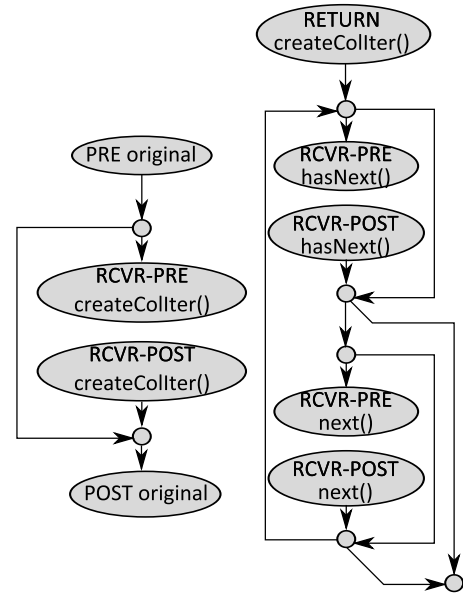 PRE original
RCVR-PRE
createCollter()
RCVR-POST
createCollter()
POST original
RETURN
createCollter()
RCVR-PRE
hasNext()
RCVR-POST
hasNext()
RCVR-PRE
next()
RCVR-POST
next()